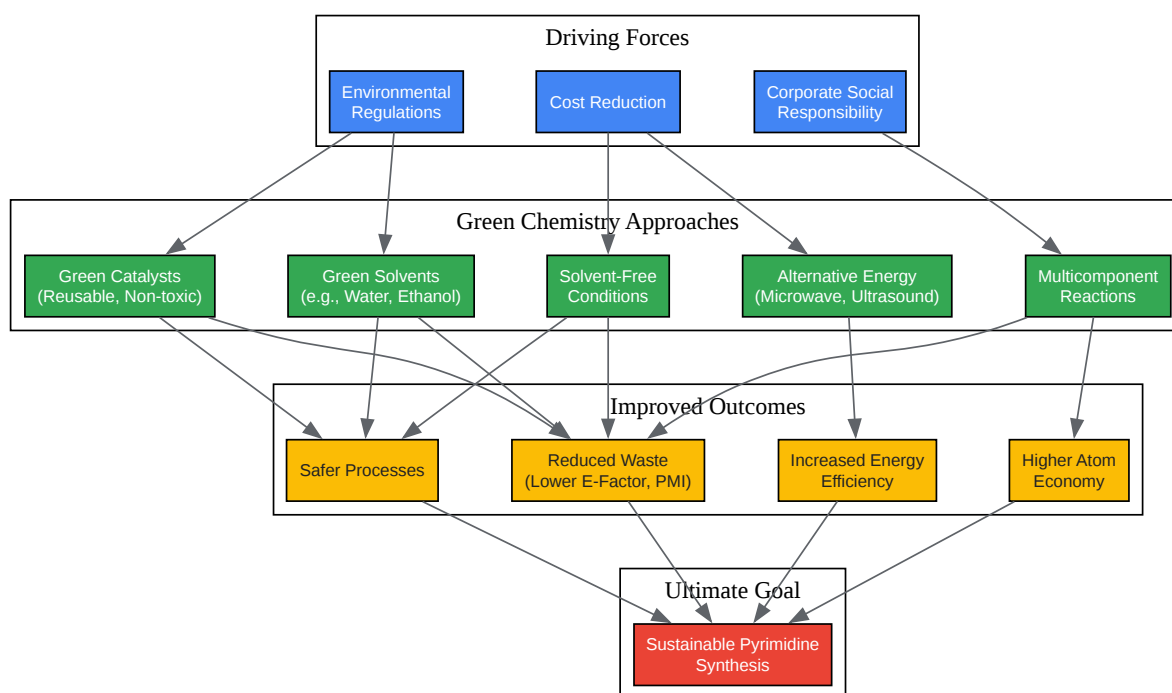 Driving Forces
Environmental
Regulations
Cost Reduction
Corporate Social
Responsibility
Green Chemistry Approaches
Green Catalysts
(Reusable, Non-toxic)
Green Solvents
(e.g., Water, Ethanol)
Solvent-Free
Conditions
Alternative Energy
(Microwave, Ultrasound)
Multicomponent
Reactions
Improved Outcomes
Safer Processes
Reduced Waste
(Lower E-Factor, PMI)
Increased Energy
Efficiency
Higher Atom
Economy
Ultimate Goal
Sustainable Pyrimidine
Synthesis